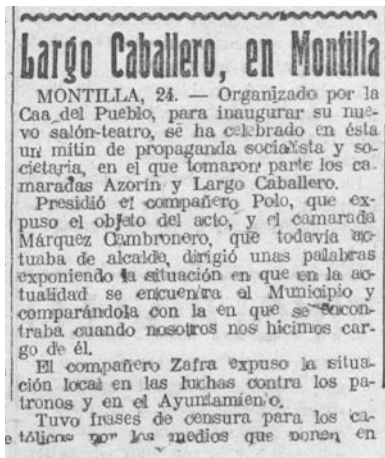 Largo Caballero, en Montilla
MONTILLA, 24. — Organizado por la
Caa del Pueblo, para inaugurar su nue-
vo salón-teatro, se ha celebrado en ésta
un mitin de propaganda socialista y so-
cietaria, en el que tomaron parte los ca-
maradas Azorín y Largo Caballero.
Presidió el compañero Polo, que ex-
puso el objeto del acto, y el camarada
Márquez Cambronero, que todavía ac-
tuaba de alcalde, dirigió unas palabras
exponiendo la situación en que en la ac-
tualidad se encuentra el Municipio y
comparándola con la en que se encon-
traba cuando nosotros nos hicimos car-
go de él.
El compañero Zafra expuso la situa-
ción local en las luchas contra los pa-
tronos y en el Ayuntamiento.
Tuvo frases de censura para los ca-
tólicos por los medios que ponen en